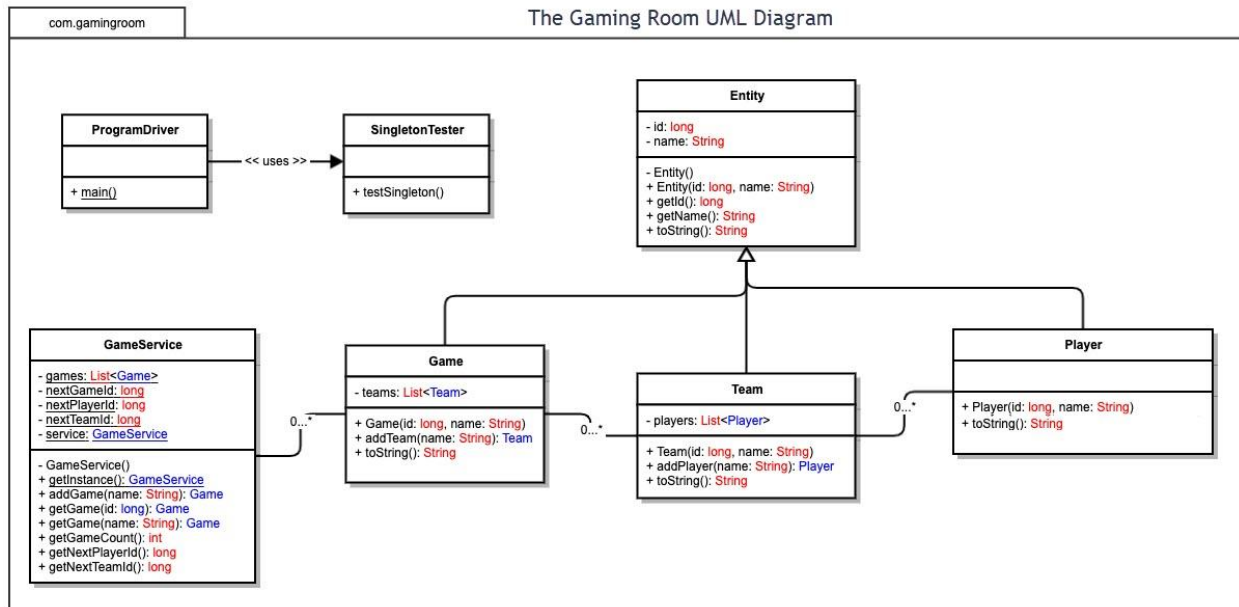 com.gamingroom
The Gaming Room UML Diagram
ProgramDriver
+ main()
<< uses >>
SingletonTester
+ testSingleton()
Entity
- id: long
- name: String
- Entity()
+ Entity(id: long, name: String)
+ getId(): long
+ getName(): String
+ toString(): String
GameService
- games: List<Game>
- nextGameId: long
- nextPlayerId: long
- nextTeamId: long
- service: GameService
- GameService()
+ getInstance(): GameService
+ addGame(name: String): Game
+ getGame(id: long): Game
+ getGame(name: String): Game
+ getGameCount(): int
+ getNextPlayerId(): long
+ getNextTeamId(): long
0...*
Game
- teams: List<Team>
+ Game(id: long, name: String)
+ addTeam(name: String): Team
+ toString(): String
0...*
Team
- players: List<Player>
+ Team(id: long, name: String)
+ addPlayer(name: String): Player
+ toString(): String
0...*
Player
+ Player(id: long, name: String)
+ toString(): String